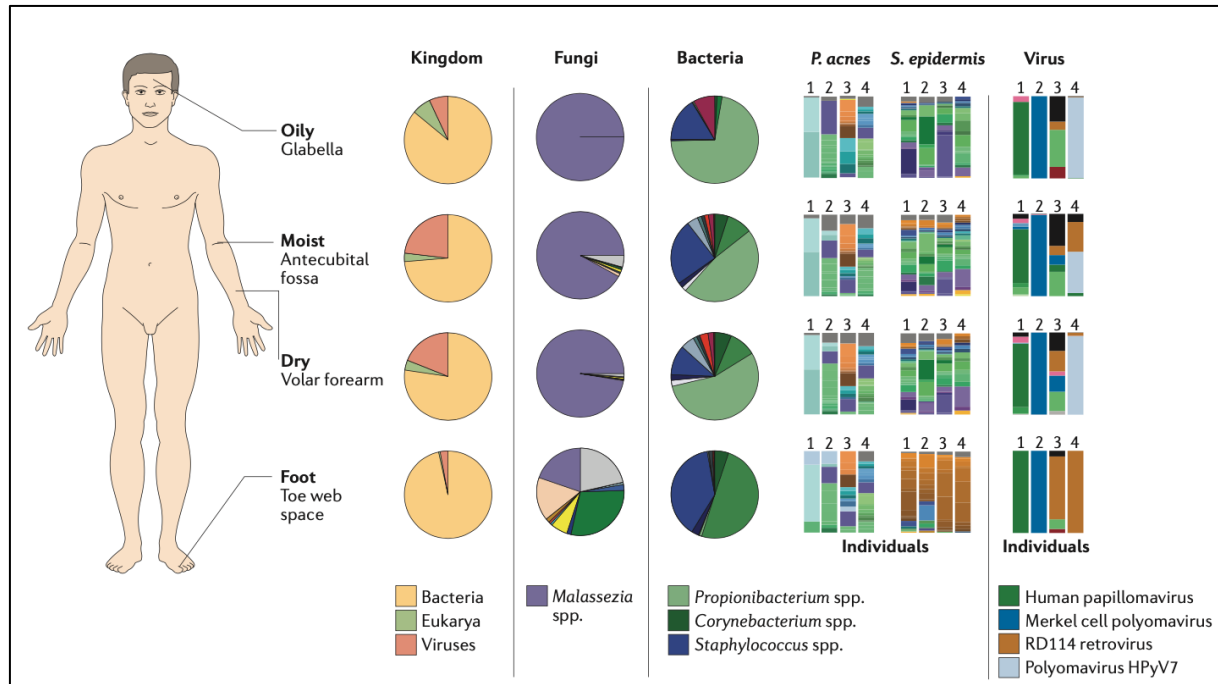 Kingdom Fungi Bacteria P. acnes S. epidermis Virus
1 2 3 4 1 2 3 4 1 2 3 4
Oily
Glabella
1 2 3 4 1 2 3 4 1 2 3 4
Moist
Antecubital
fossa
1 2 3 4 1 2 3 4 1 2 3 4
Dry
Volar forearm
1 2 3 4 1 2 3 4 1 2 3 4
Foot
Toe web
space
Individuals Individuals
Bacteria
Eukarya
Viruses
Malassezia
spp.
Propionibacterium spp.
Corynebacterium spp.
Staphylococcus spp.
Human papillomavirus
Merkel cell polyomavirus
RD114 retrovirus
Polyomavirus HPyV7